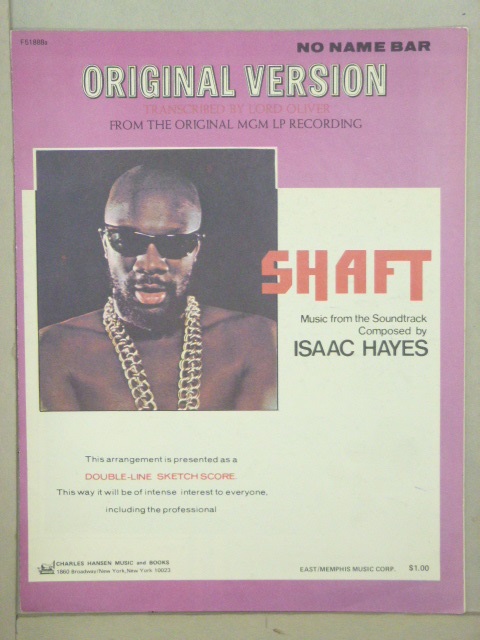 FS1888a
NO NAME BAR
ORIGINAL VERSION
TRANSCRIBED BY LORD OLIVER
FROM THE ORIGINAL MGM LP RECORDING
SHAFT
Music from the Soundtrack
Composed by
ISAAC HAYES
This arrangement is presented as a
DOUBLE-LINE SKETCH SCORE.
This way it will be of intense interest to everyone,
including the professional
CHARLES HANSEN MUSIC and BOOKS
1860 Broadway/New York, New York 10023
EAST/MEMPHIS MUSIC CORP. $1.00